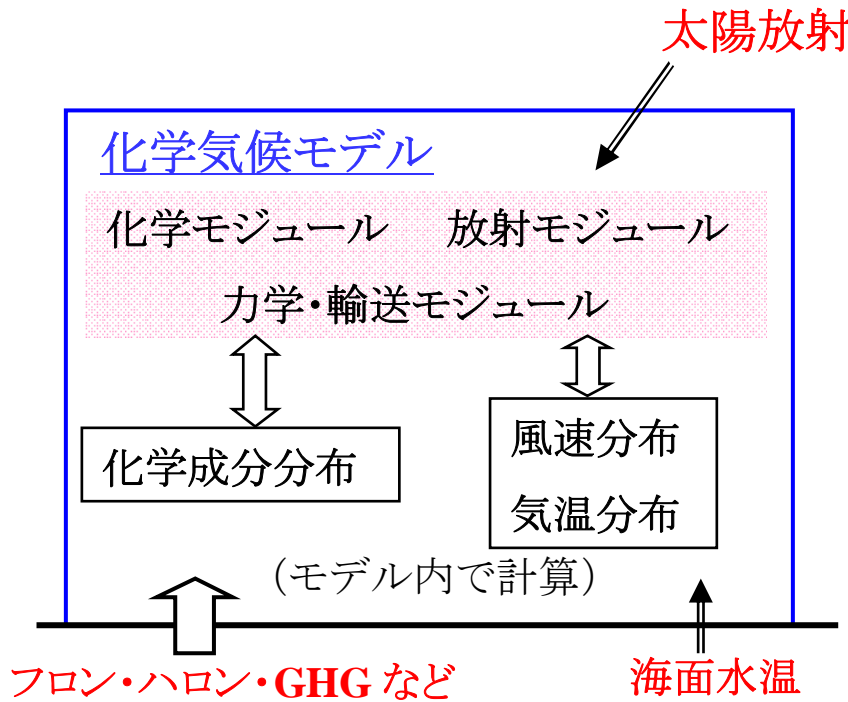 太陽放射
化学気候モデル
化学モジュール 放射モジュール
力学・輸送モジュール
化学成分分布
風速分布
気温分布
(モデル内で計算)
フロン・ハロン・GHG など
海面水温